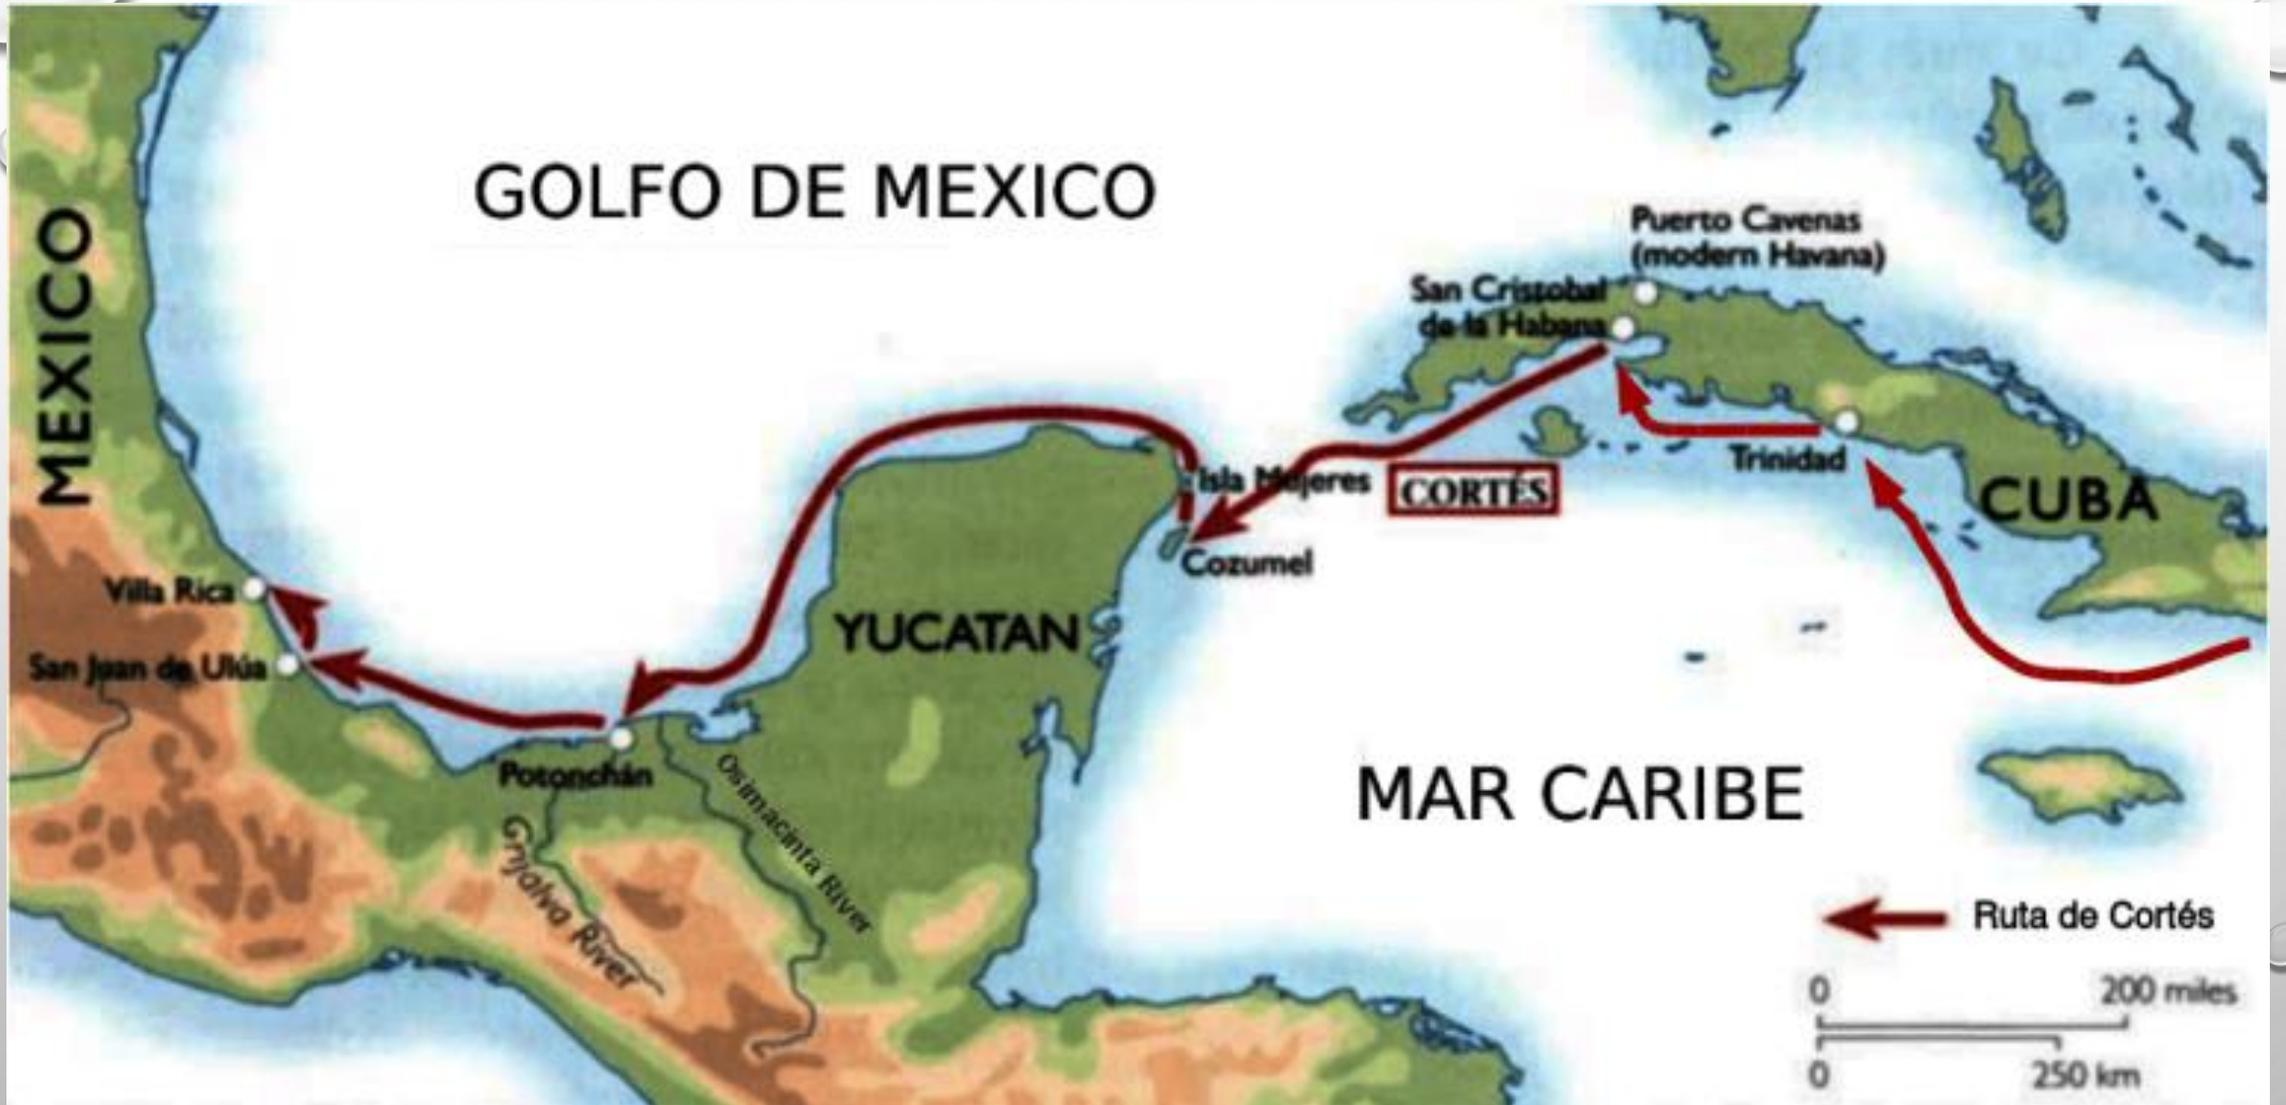 GOLFO DE MEXICO
MEXICO
Puerto Cavenas
(modern Havana)
San Cristobal
de la Habana
Isla Mujeres
CORTÉS
Trinidad
CUBA
Cozumel
Villa Rica
YUCATAN
San Juan de Ulúa
Potonchán
Osimacinta River
Grijalva River
MAR CARIBE
Ruta de Cortés
0 200 miles
0 250 km